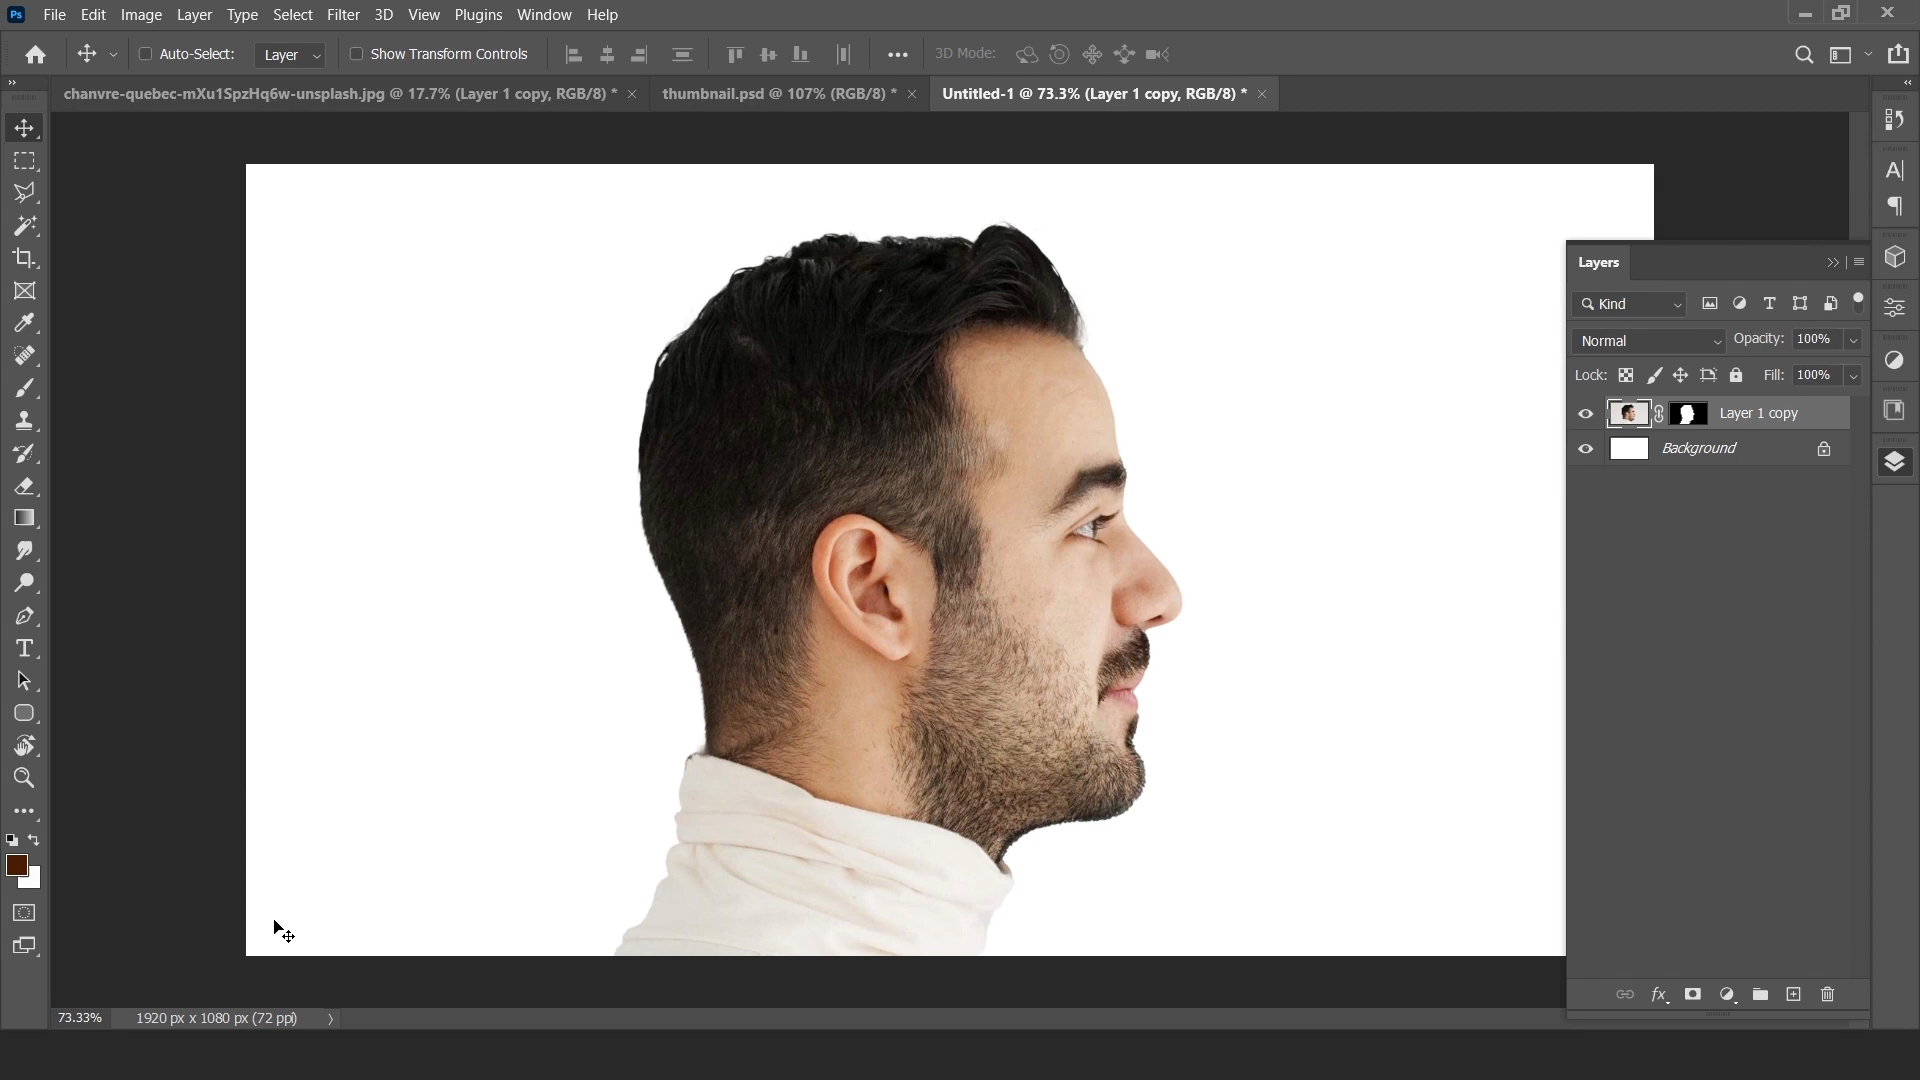 Ps File Edit Image Layer Type Select Filter 3D View Plugins Window Help
Auto-Select: Layer Show Transform Controls 3D Mode:
chanvre-quebec-mXu1SpzHq6w-unsplash.jpg @ 17.7% (Layer 1 copy, RGB/8) * thumbnail.psd @ 107% (RGB/8) * Untitled-1 @ 73.3% (Layer 1 copy, RGB/8) *
Layers
Kind
Normal Opacity: 100%
Lock: Fill: 100%
Layer 1 copy
Background
fx
73.33% 1920 px x 1080 px (72 ppi)